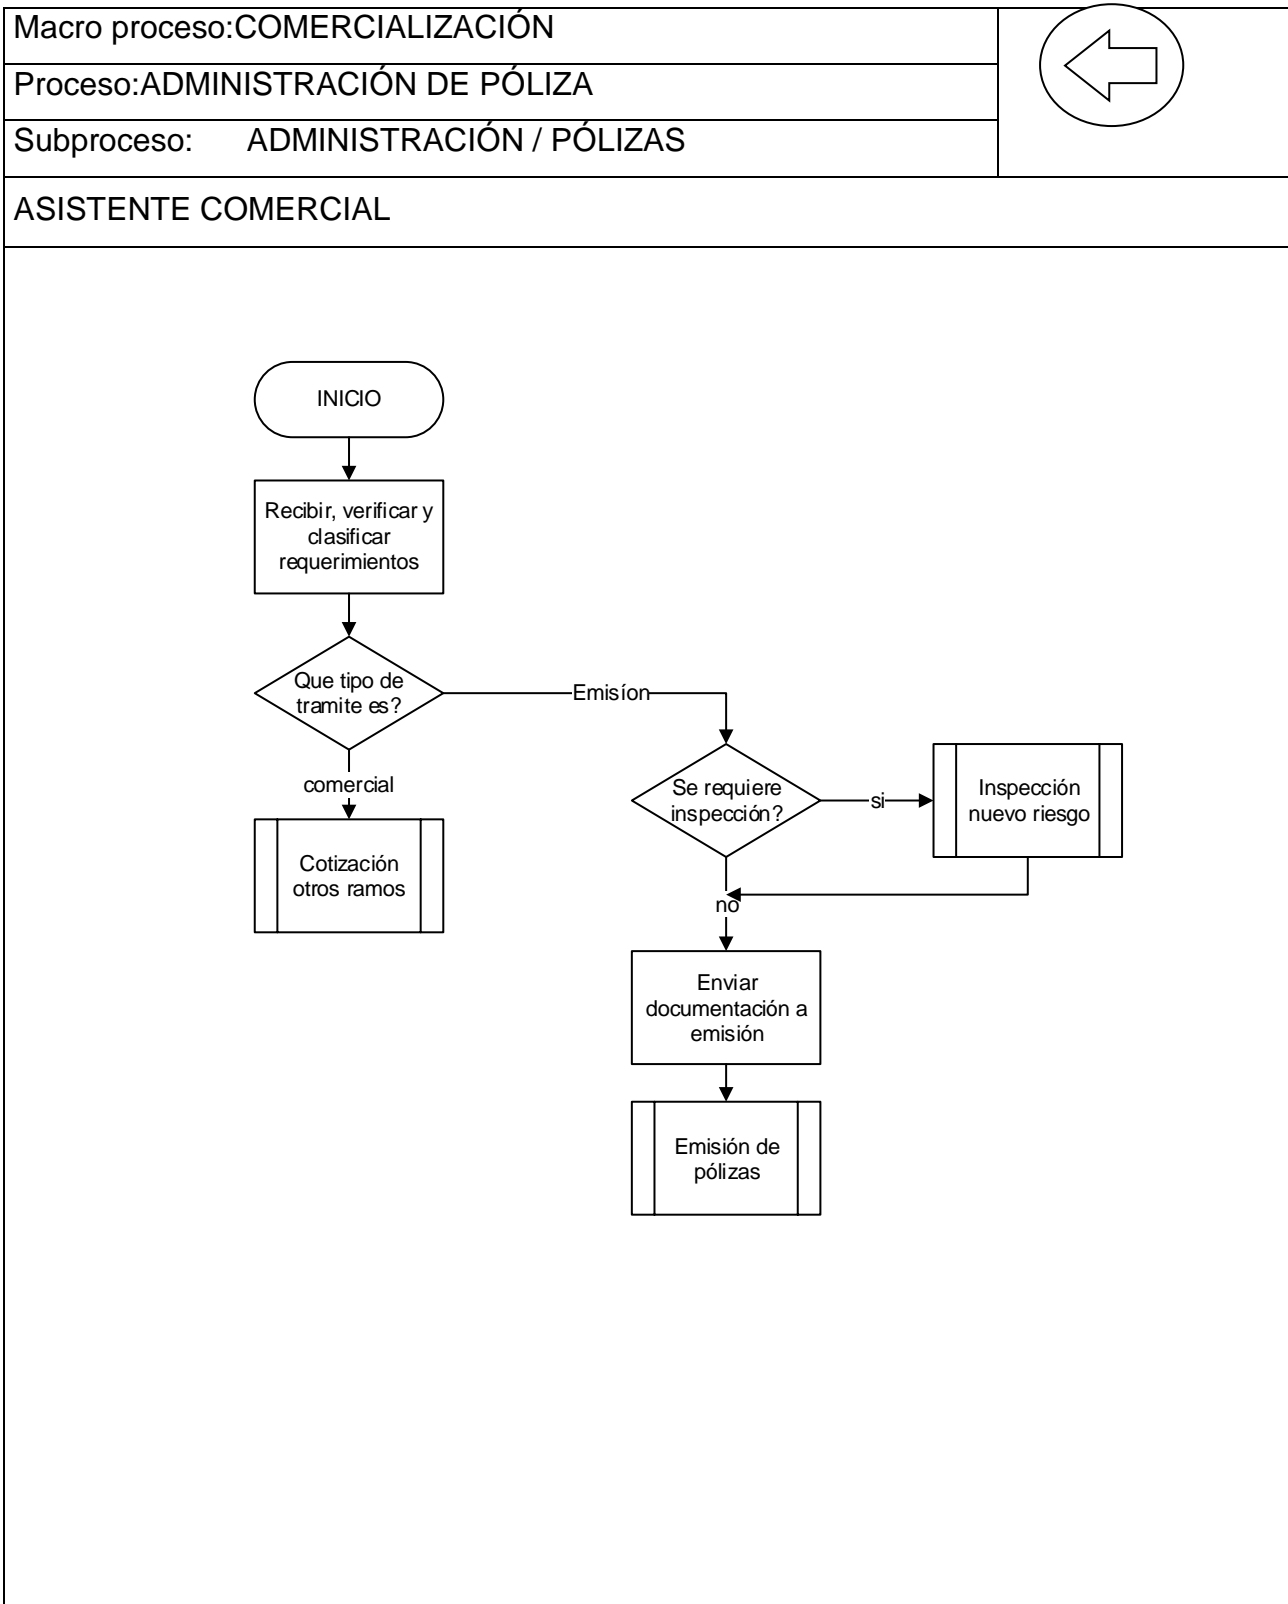 Macro proceso:COMERCIALIZACIÓN
Proceso:ADMINISTRACIÓN DE PÓLIZA
Subproceso: ADMINISTRACIÓN / PÓLIZAS
ASISTENTE COMERCIAL
INICIO
Recibir, verificar y
clasificar
requerimientos
Que tipo de
tramite es?
Emisíon
comercial
Cotización
otros ramos
Se requiere
inspección?
si
Inspección
nuevo riesgo
no
Enviar
documentación a
emisión
Emisión de
pólizas